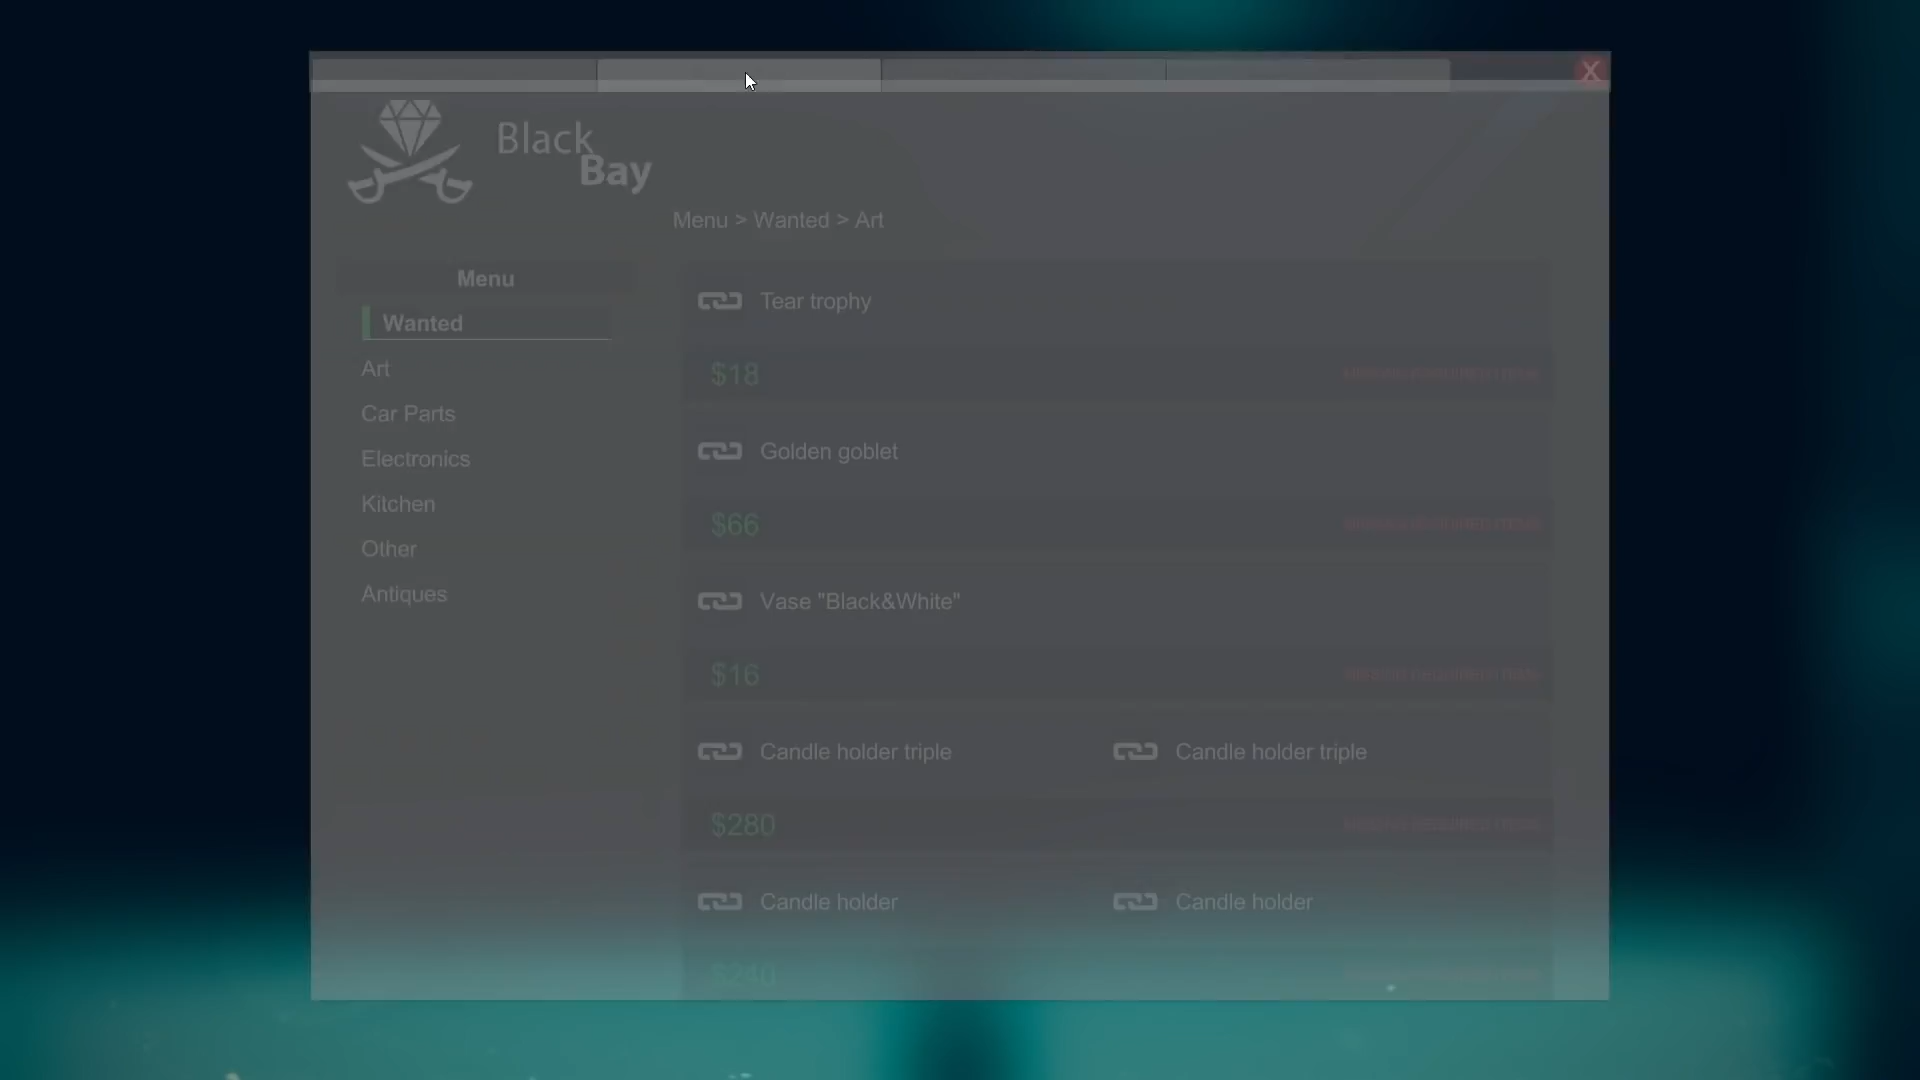 X
Black
Bay
Menu > Wanted > Art
Menu
Wanted
Art
Car Parts
Electronics
Kitchen
Other
Antiques
Tear trophy
$18
Golden goblet
$66
Vase "Black&White"
$16
Candle holder triple Candle holder triple
$280
Candle holder Candle holder
$240